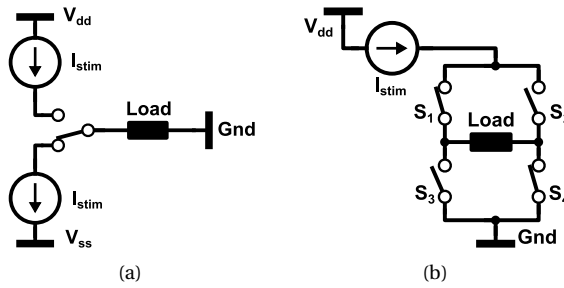 Vdd
Istim
Load
Gnd
Istim
Vss
(a)
Vdd
Istim
S1
Load
S3
Gnd
(b)